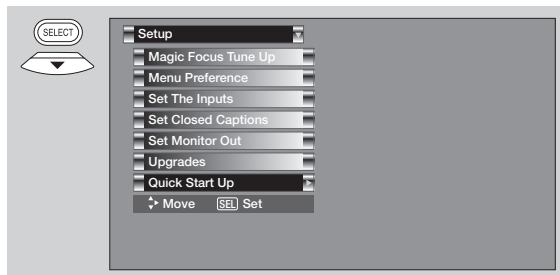 SELECT
Setup
Magic Focus Tune Up
Menu Preference
Set The Inputs
Set Closed Captions
Set Monitor Out
Upgrades
Quick Start Up
Move SEL Set